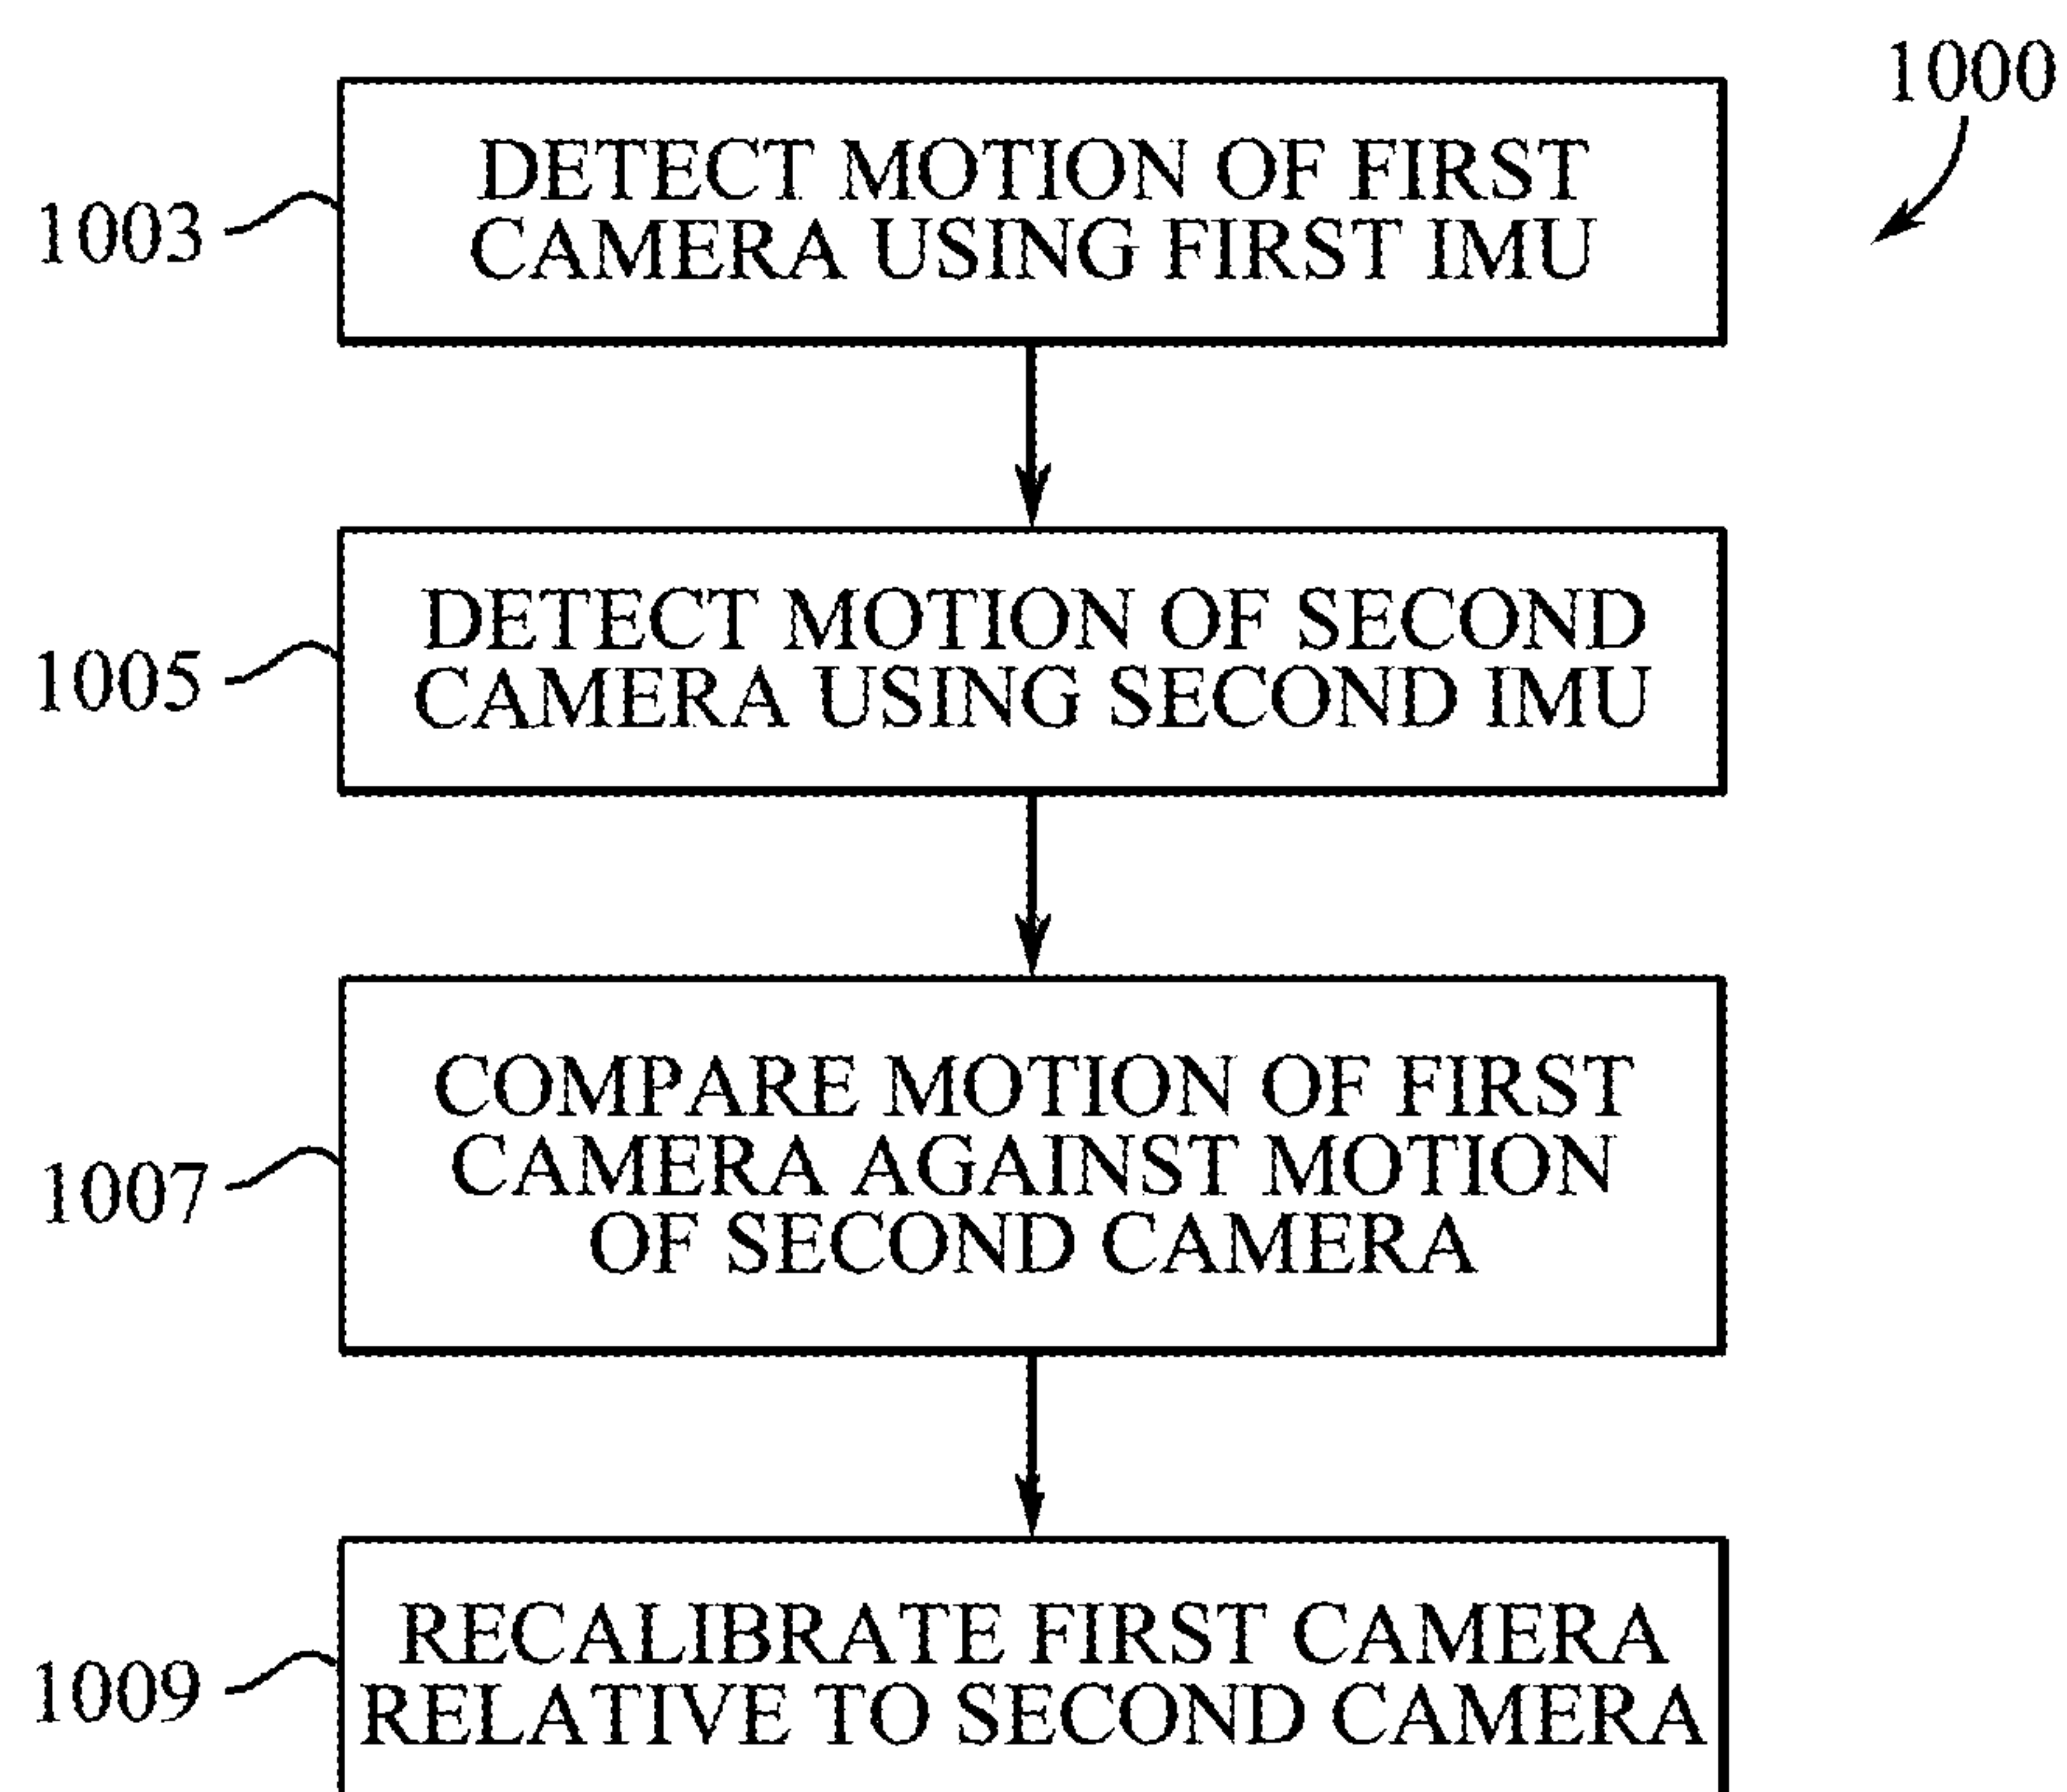 1000
DETECT MOTION OF FIRST
CAMERA USING FIRST IMU
1003
DETECT MOTION OF SECOND
CAMERA USING SECOND IMU
1005
COMPARE MOTION OF FIRST
CAMERA AGAINST MOTION
OF SECOND CAMERA
1007
RECALIBRATE FIRST CAMERA
RELATIVE TO SECOND CAMERA
1009